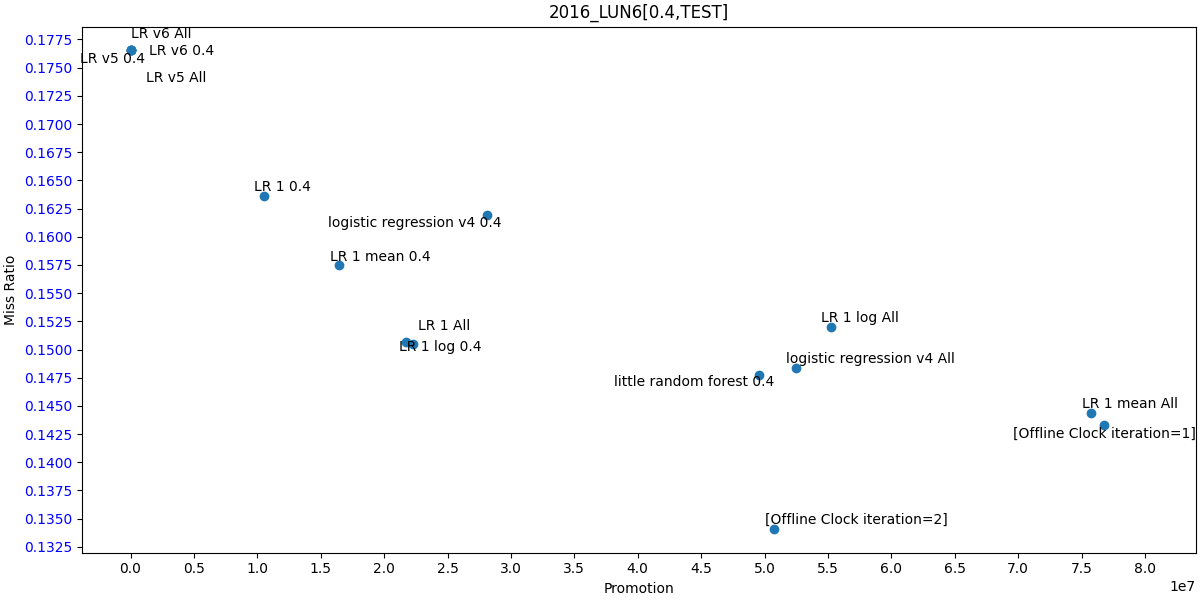 2016_LUN6[0.4,TEST]
Miss Ratio
0.1775
0.1750
0.1725
0.1700
0.1675
0.1650
0.1625
0.1600
0.1575
0.1550
0.1525
0.1500
0.1475
0.1450
0.1425
0.1400
0.1375
0.1350
0.1325
LR v6 All
LR v6 0.4
LR v5 0.4
LR v5 All
LR 1 0.4
logistic regression v4 0.4
LR 1 mean 0.4
LR 1 log All
LR 1 All
LR 1 log 0.4
logistic regression v4 All
little random forest 0.4
LR 1 mean All
[Offline Clock iteration=1]
[Offline Clock iteration=2]
0.0 0.5 1.0 1.5 2.0 2.5 3.0 3.5 4.0 4.5 5.0 5.5 6.0 6.5 7.0 7.5 8.0
1e7
Promotion